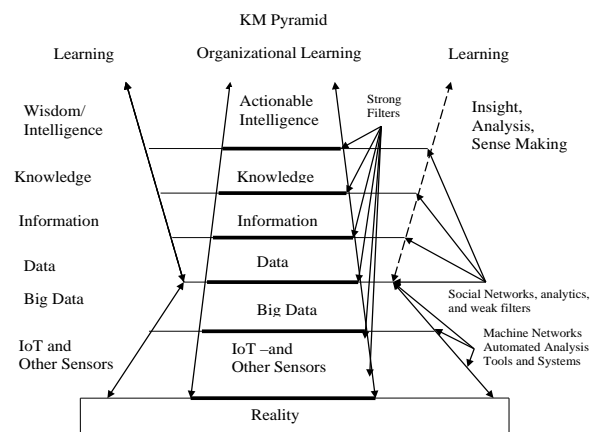 KM Pyramid
Learning
Organizational Learning
Learning
Wisdom/
Intelligence
Actionable
Intelligence
Strong
Filters
Insight,
Analysis,
Sense Making
Knowledge
Knowledge
Information
Information
Data
Data
Big Data
Big Data
Social Networks, analytics,
and weak filters
IoT and
Other Sensors
IoT –and
Other Sensors
Machine Networks
Automated Analysis
Tools and Systems
Reality